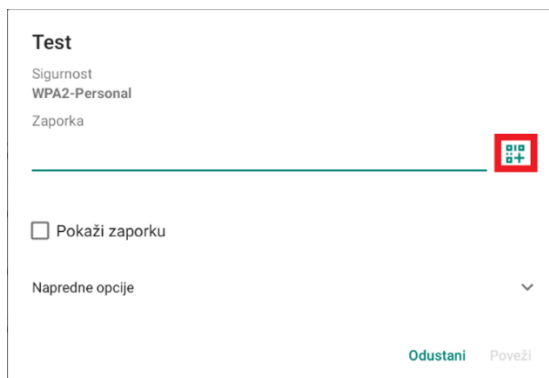 Test
Sigurnost
WPA2-Personal
Zaporka
Pokaži zaporku
Napredne opcije
Odustani Poveži